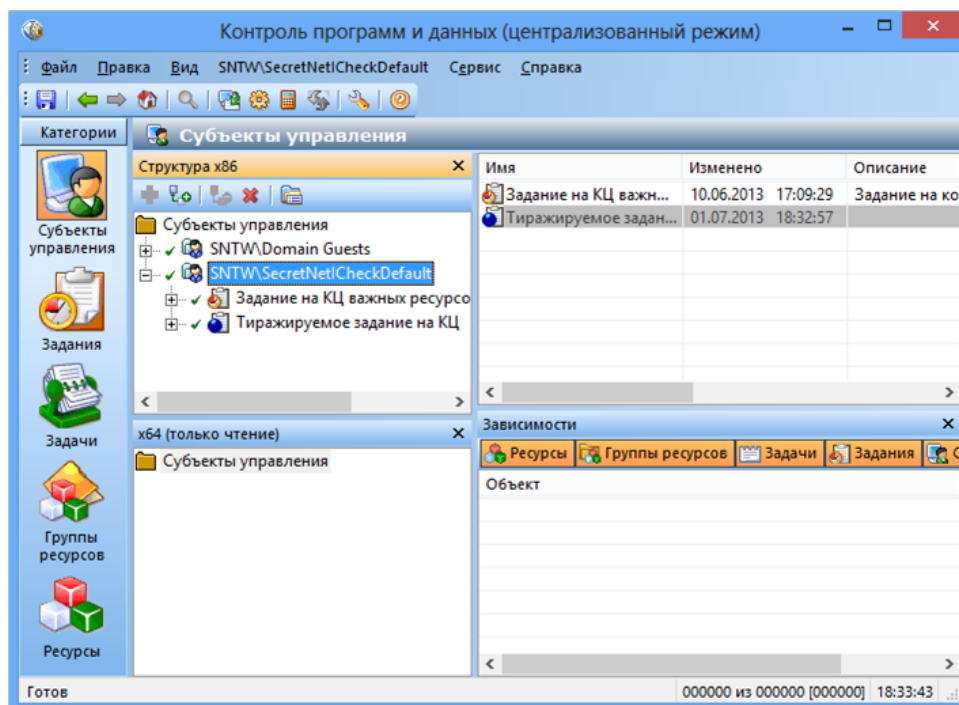 Контроль программ и данных (централизованный режим)
Файл Правка Вид SNTW\SecretNetICheckDefault Сервис Справка
Категории
Субъекты управления
Субъекты управления
Задания
Задачи
Группы ресурсов
Ресурсы
Структура x86
Субъекты управления
SNTW\Domain Guests
SNTW\SecretNetICheckDefault
Задание на КЦ важных ресурсо
Тиражируемое задание на КЦ
x64 (только чтение)
Субъекты управления
Имя Изменено Описание
Задание на КЦ важн... 10.06.2013 17:09:29 Задание на ко
Тиражируемое задан... 01.07.2013 18:32:57
Зависимости
Ресурсы Группы ресурсов Задачи Задания С
Объект
Готов 000000 из 000000 [000000] 18:33:43